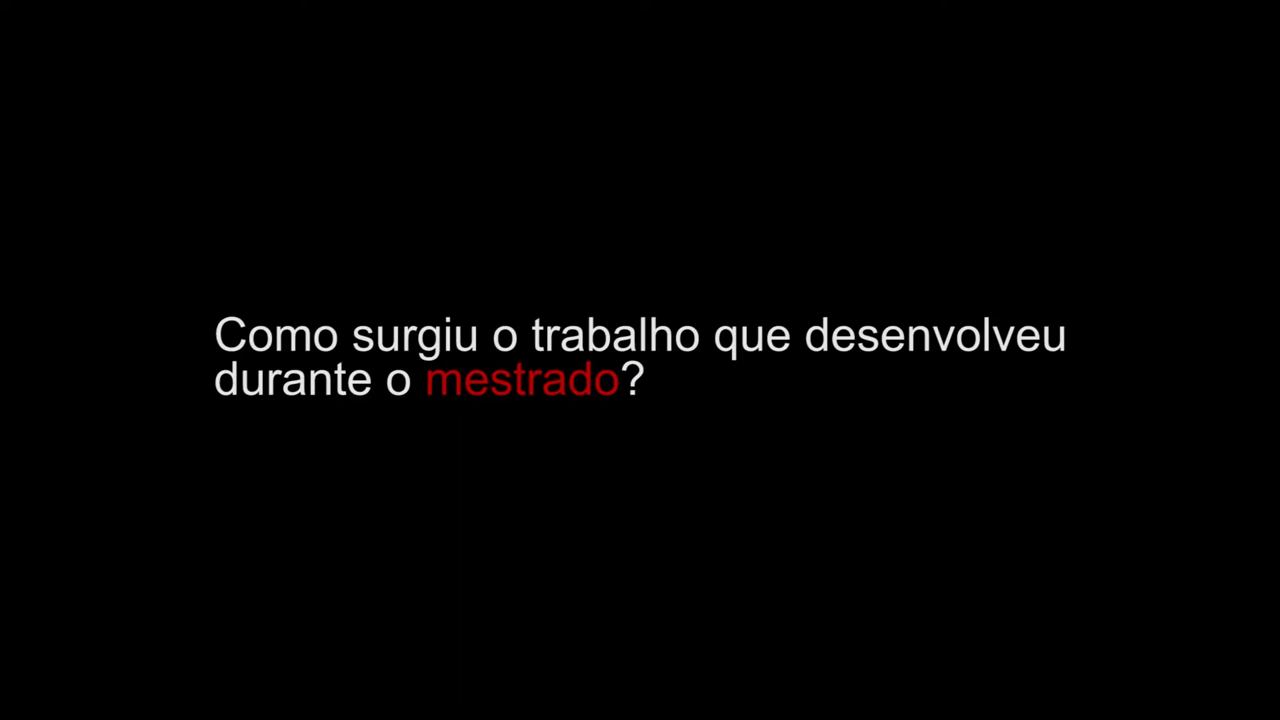 Como surgiu o trabalho que desenvolveu
durante o mestrado?